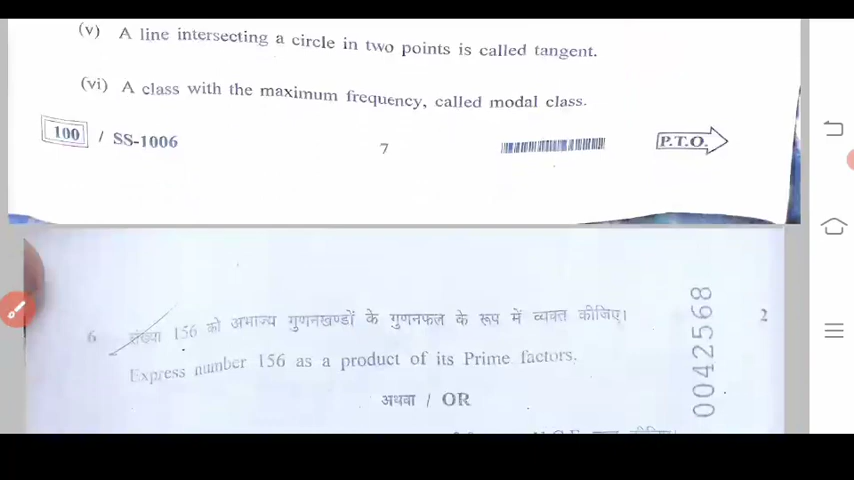 (v) A line intersecting a circle in two points is called tangent.
(vi) A class with the maximum frequency, called modal class.
100 / SS-1006
7
P.T.O.
6 संख्या 156 को अभाज्य गुणनखण्डों के गुणनफल के रूप में व्यक्त कीजिए। 2
Express number 156 as a product of its Prime factors.
0042568
अथवा / OR